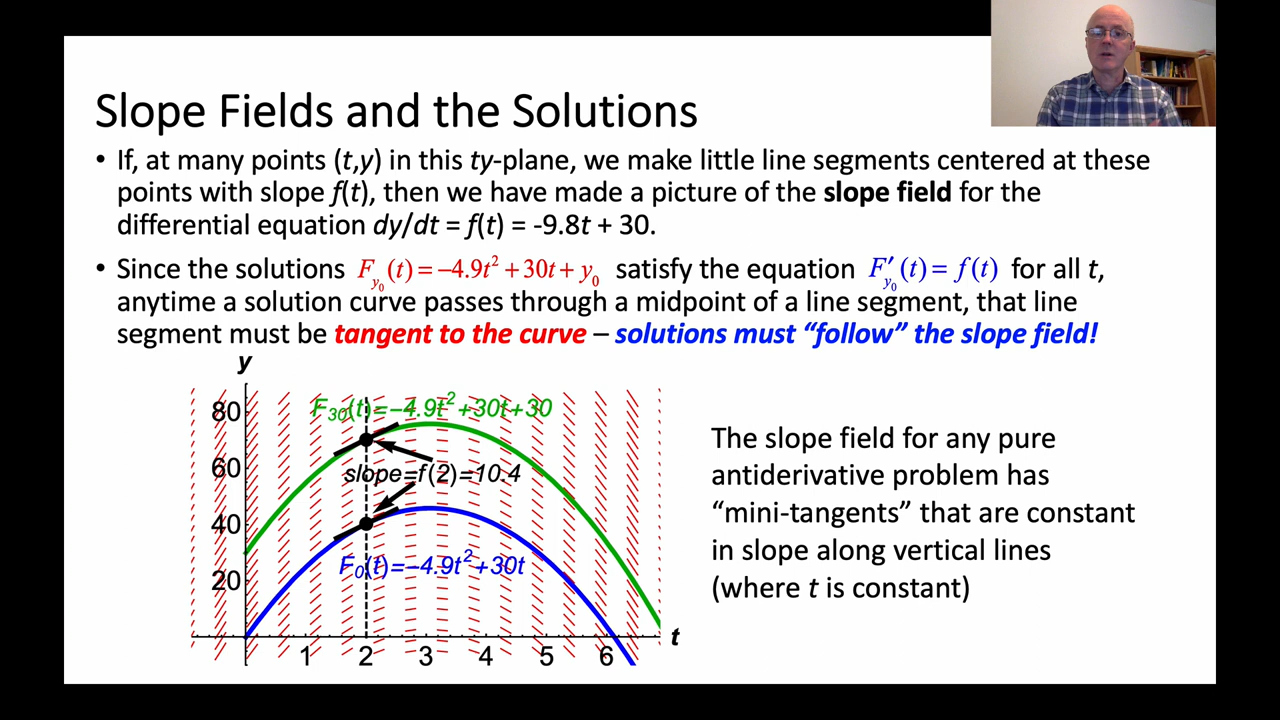 Slope Fields and the Solutions
• If, at many points (t,y) in this ty-plane, we make little line segments centered at these
points with slope f(t), then we have made a picture of the slope field for the
differential equation dy/dt = f(t) = -9.8t + 30.
• Since the solutions F_{y_0}(t) = −4.9t² + 30t + y_0 satisfy the equation F′_{y_0}(t) = f(t) for all t,
anytime a solution curve passes through a midpoint of a line segment, that line
segment must be tangent to the curve – solutions must “follow” the slope field!
y
80
F₃₀(t)=−4.9t²+30t+30
60
slope=f(2)=10.4
40
F₀(t)=−4.9t²+30t
20
t
1 2 3 4 5 6
The slope field for any pure
antiderivative problem has
“mini-tangents” that are constant
in slope along vertical lines
(where t is constant)